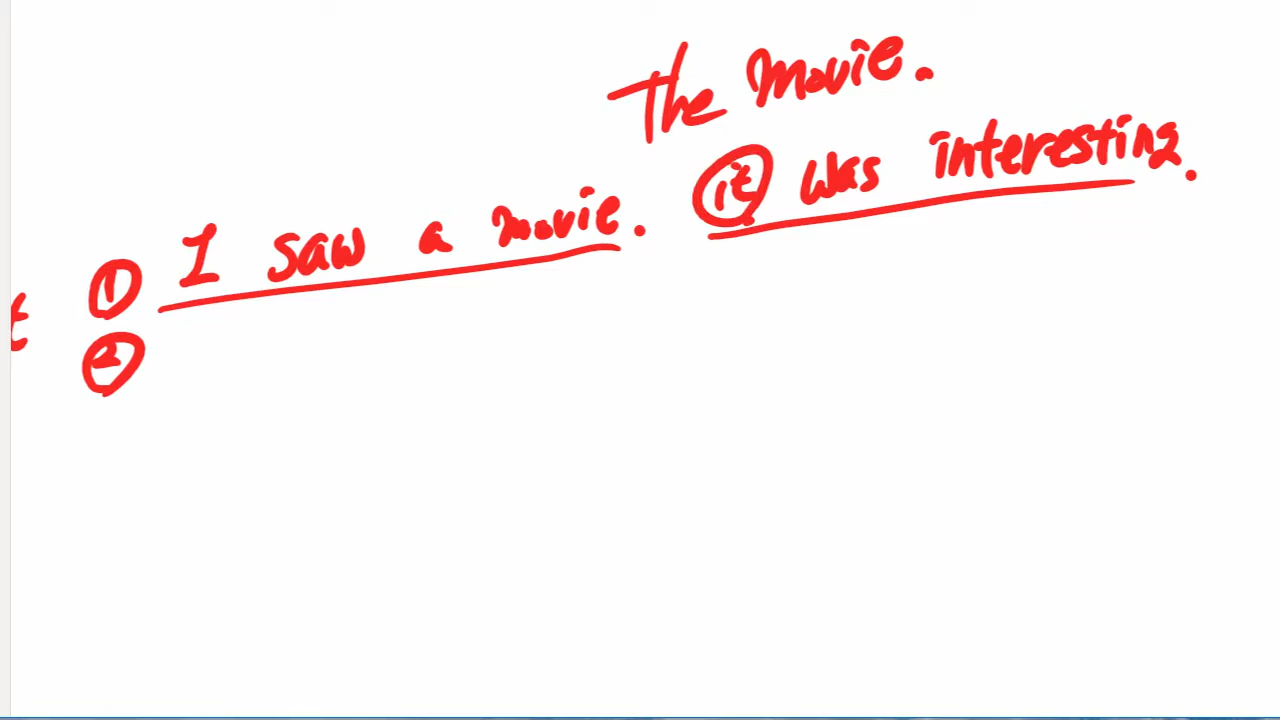 The movie.
① I saw a movie. it was interesting.
②